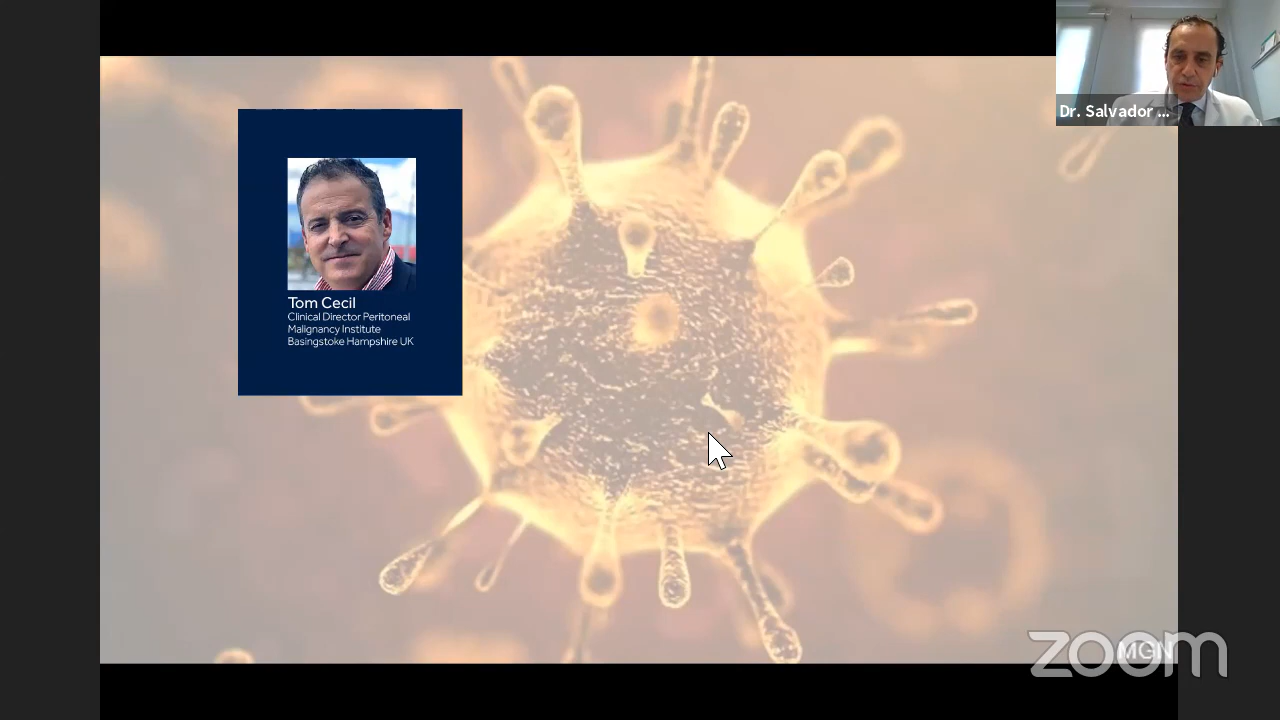 Dr. Salvador ...
Tom Cecil
Clinical Director Peritoneal
Malignancy Institute
Basingstoke Hampshire UK
MGN
zoom